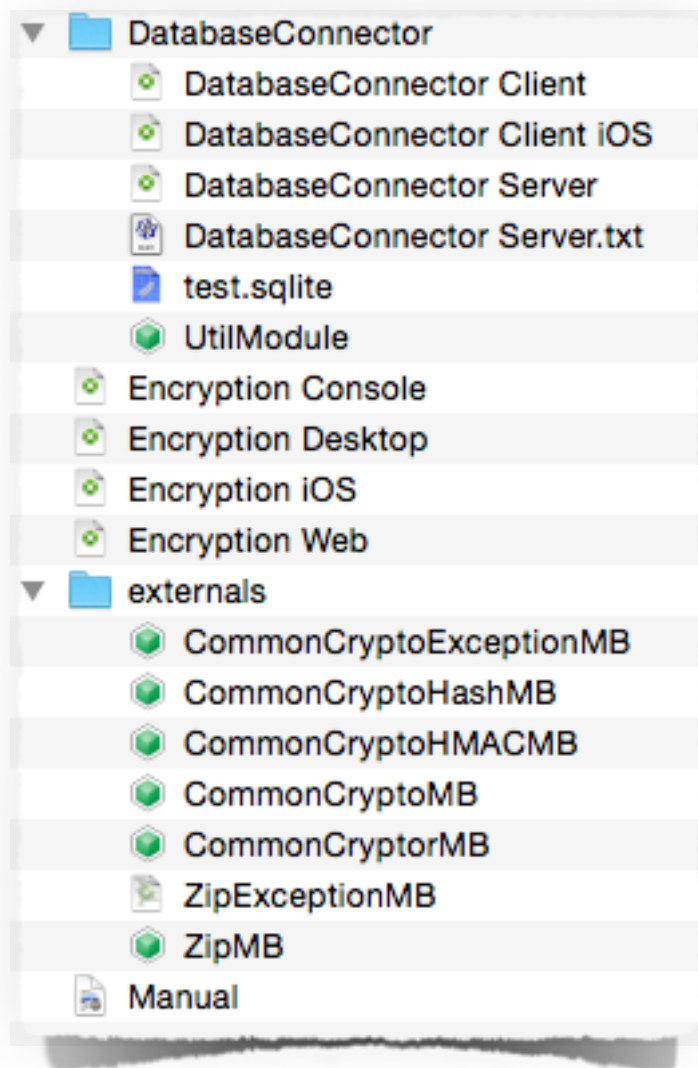 DatabaseConnector
DatabaseConnector Client
DatabaseConnector Client iOS
DatabaseConnector Server
DatabaseConnector Server.txt
test.sqlite
UtilModule
Encryption Console
Encryption Desktop
Encryption iOS
Encryption Web
externals
CommonCryptoExceptionMB
CommonCryptoHashMB
CommonCryptoHMACMB
CommonCryptoMB
CommonCryptorMB
ZipExceptionMB
ZipMB
Manual